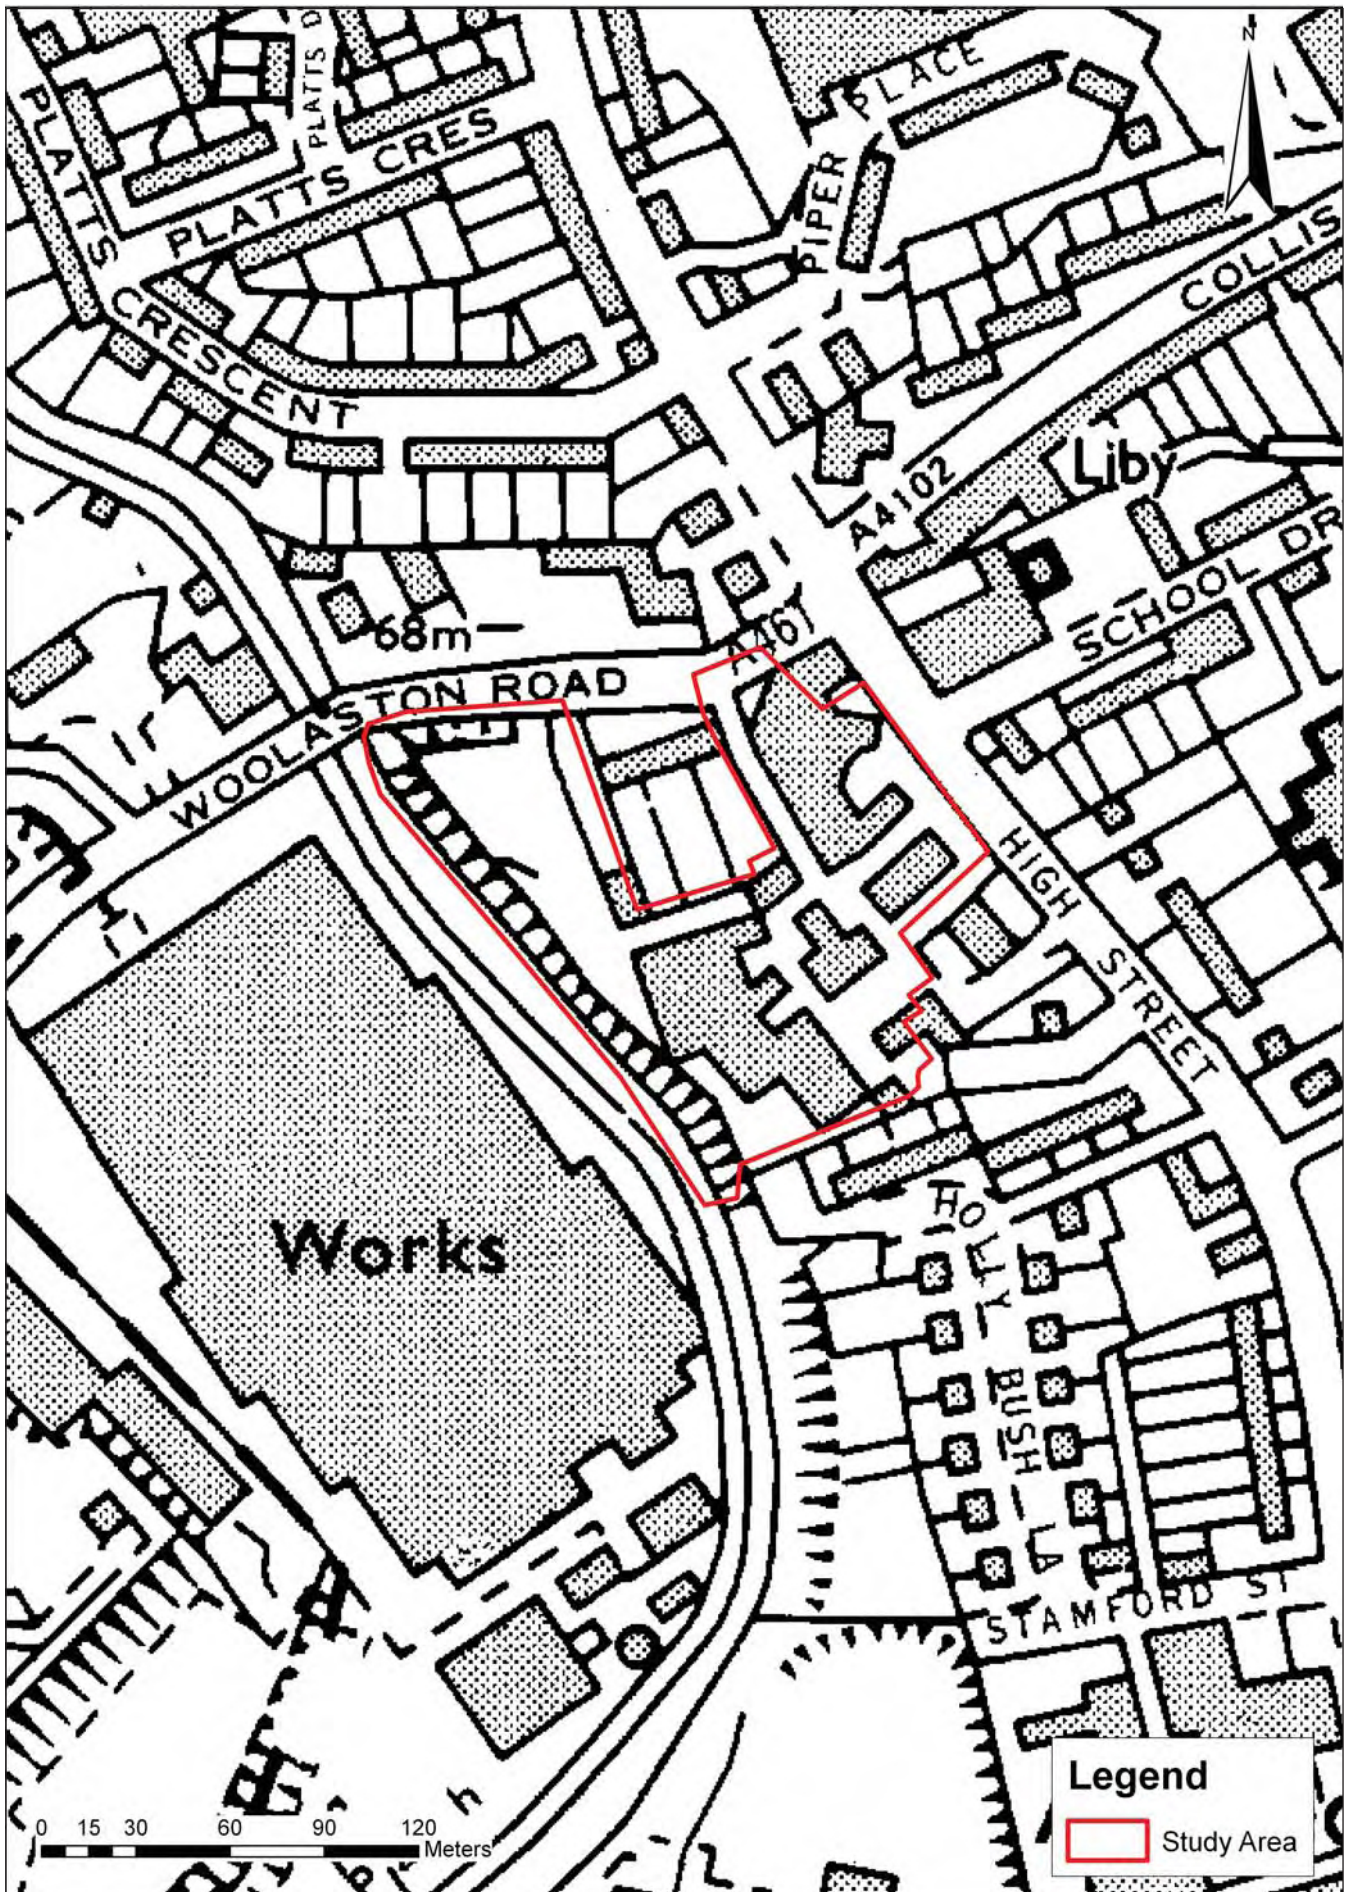 N
PLATTS D
PLACE
PIPER
PLATTS
PLATTS CRES
COLLIS
CRESCENT
Liby
A4102
SCHOOL DR
68m
A461
WOOLASTON ROAD
HIGH STREET
Works
HOLLY BUSH LA
STAMFORD ST
Legend
Study Area
0 15 30 60 90 120
Meters